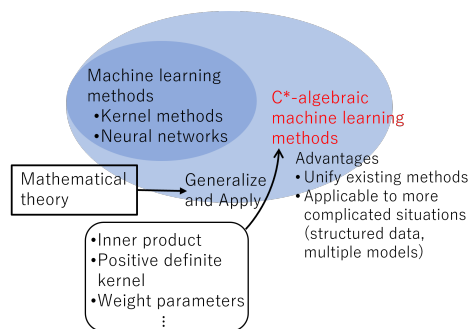 Machine learning
methods
•Kernel methods
•Neural networks
C*-algebraic
machine learning
methods
Advantages
•Unify existing methods
•Applicable to more
complicated situations
(structured data,
multiple models)
Mathematical
theory
Generalize
and Apply
•Inner product
•Positive definite
kernel
•Weight parameters
⋮